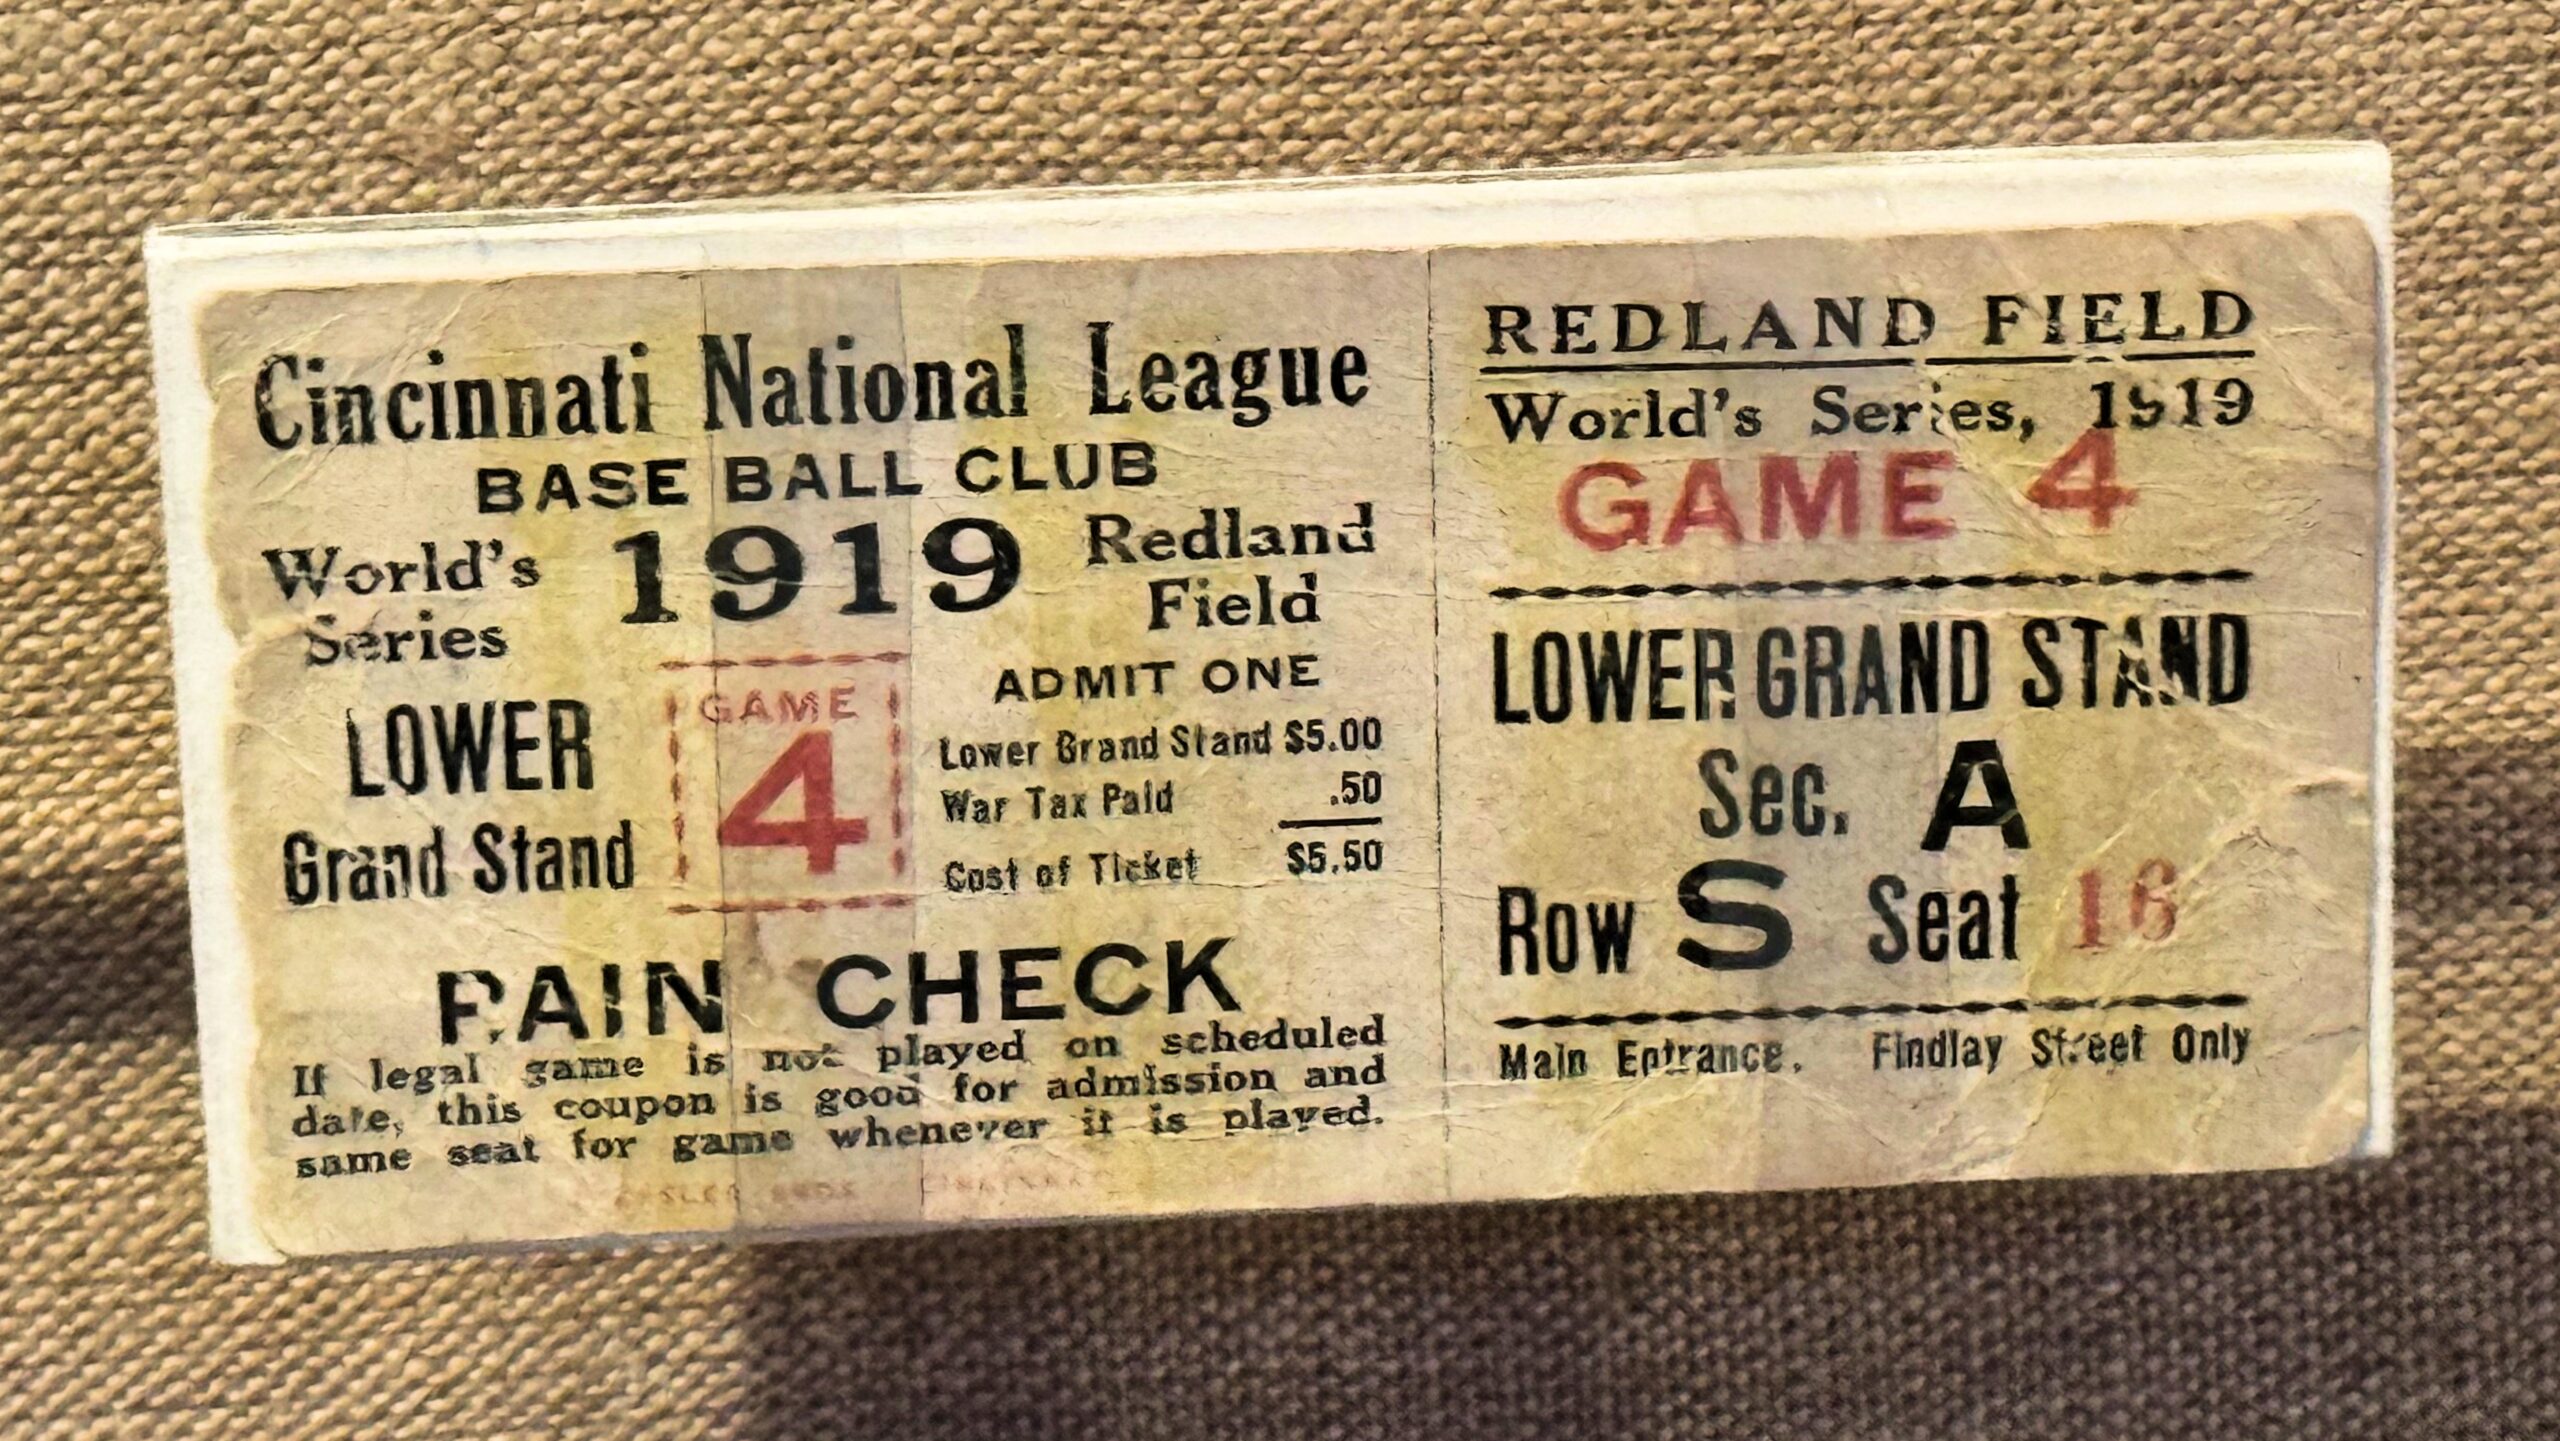 Cincinnati National League
BASE BALL CLUB
World's Series
1919
Redland Field
LOWER
Grand Stand
GAME
4
ADMIT ONE
Lower Grand Stand $5.00
War Tax Paid .50
Cost of Ticket $5.50
RAIN CHECK
If legal game is not played on scheduled
date, this coupon is good for admission and
same seat for game whenever it is played.
REDLAND FIELD
World's Series, 1919
GAME 4
LOWER GRAND STAND
Sec. A
Row S Seat 16
Main Entrance. Findlay Street Only